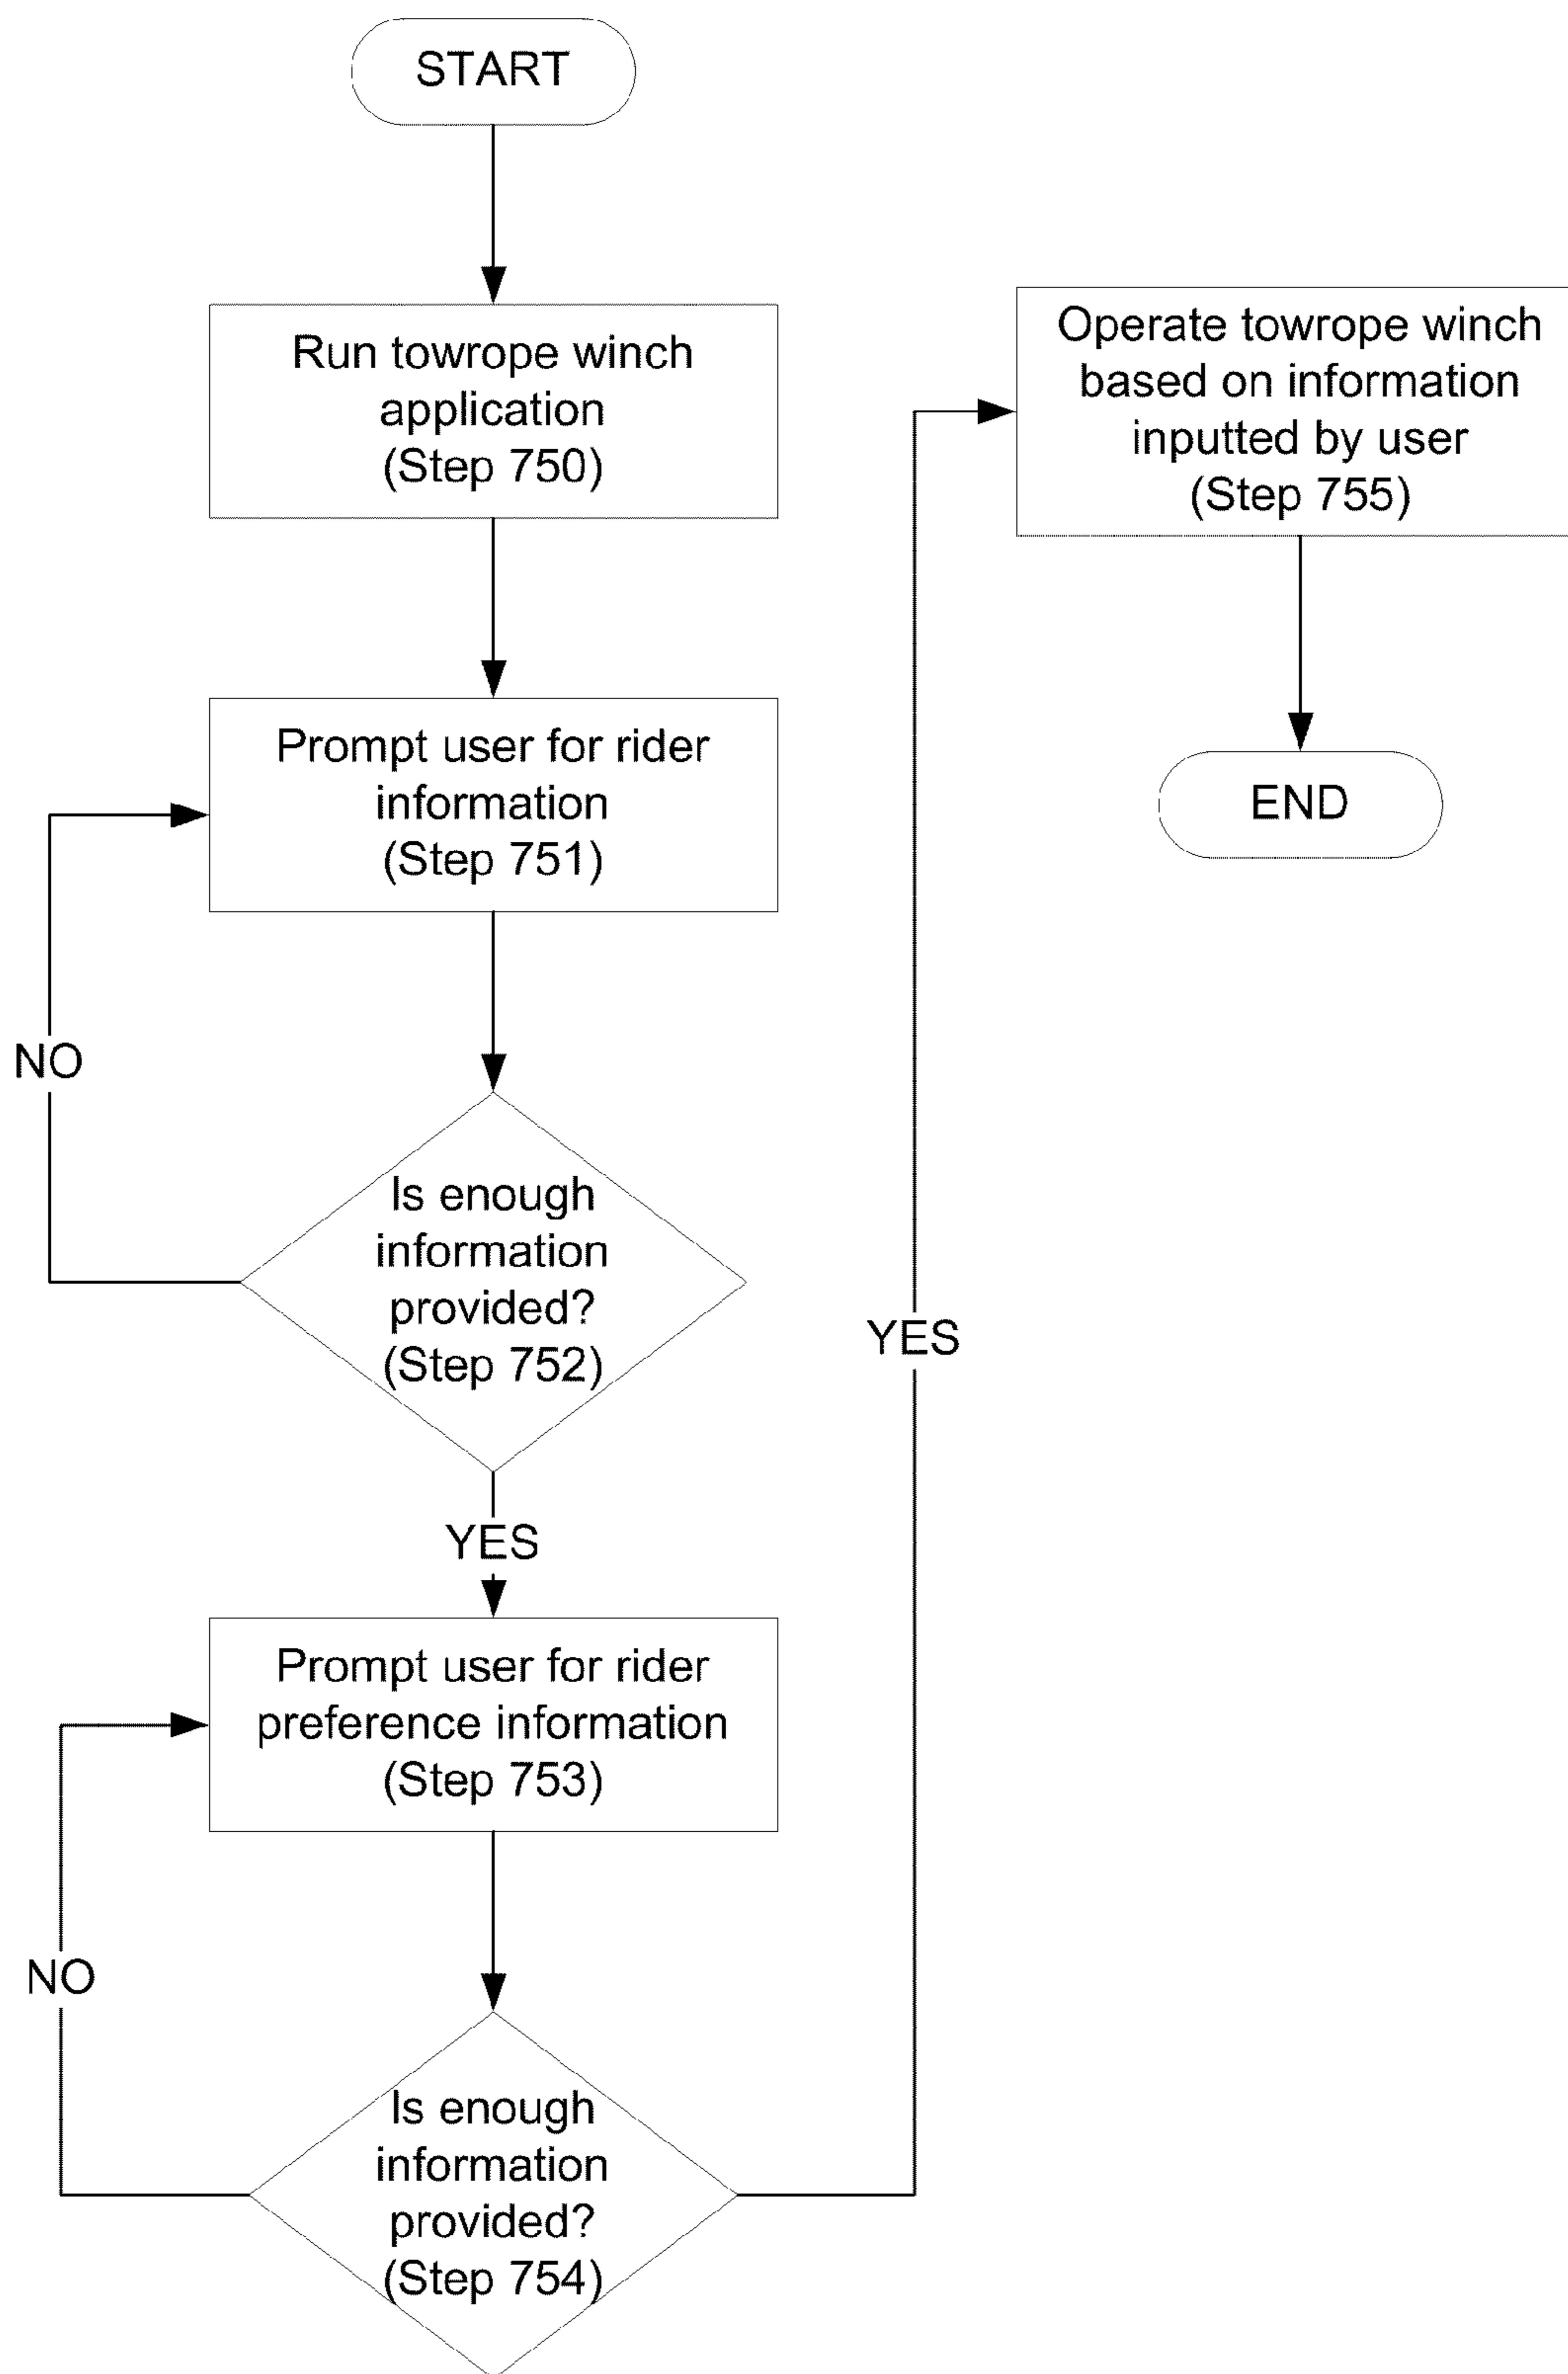 START
Run towrope winch
application
(Step 750)
Prompt user for rider
information
(Step 751)
NO
Is enough
information
provided?
(Step 752)
YES
Prompt user for rider
preference information
(Step 753)
NO
Is enough
information
provided?
(Step 754)
YES
Operate towrope winch
based on information
inputted by user
(Step 755)
END